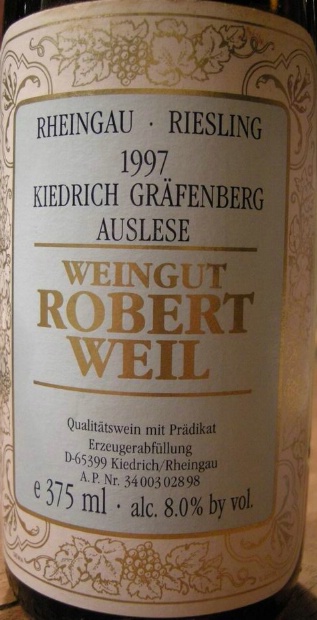 RHEINGAU · RIESLING
1997
KIEDRICH GRÄFENBERG
AUSLESE
WEINGUT
ROBERT
WEIL
Qualitätswein mit Prädikat
Erzeugerabfüllung
D-65399 Kiedrich/Rheingau
A. P. Nr. 34 003 028 98
e 375 ml · alc. 8.0% by vol.